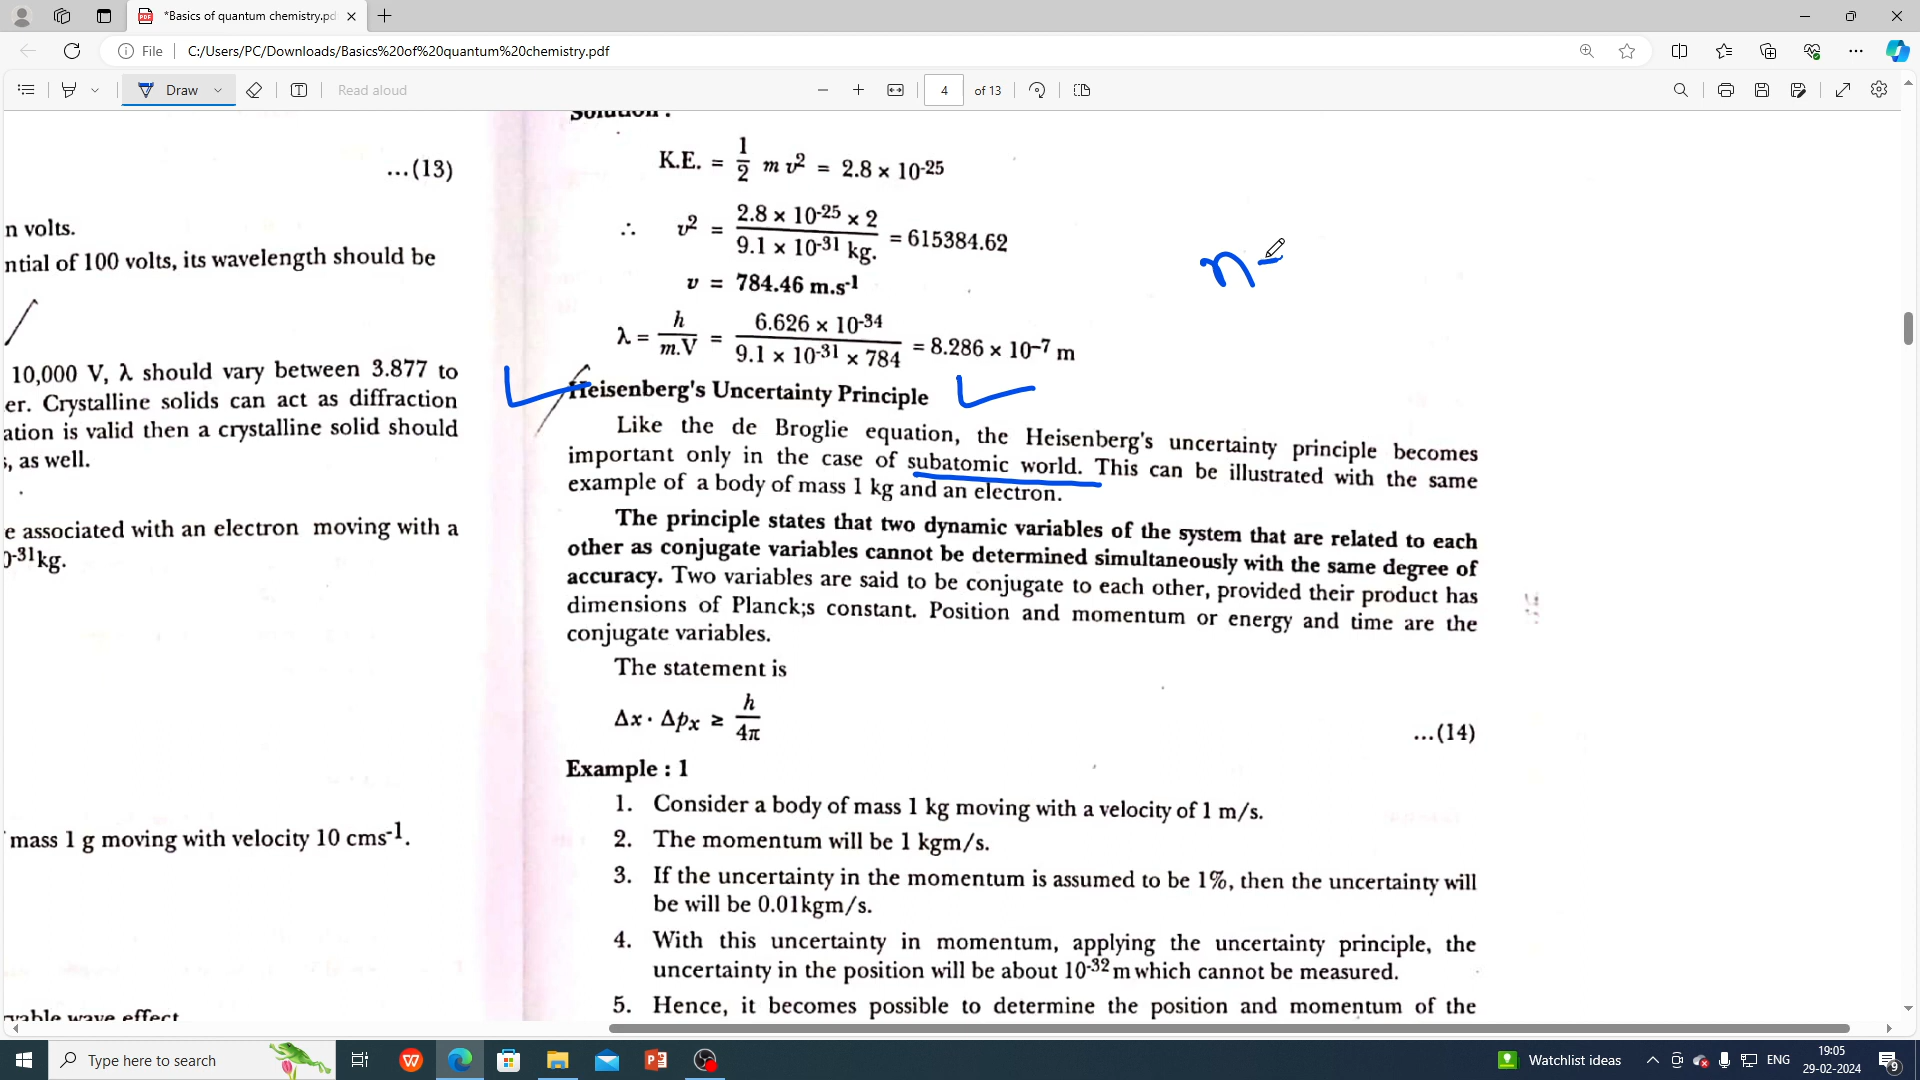 *Basics of quantum chemistry.pd
File
C:/Users/PC/Downloads/Basics%20of%20quantum%20chemistry.pdf
Draw
Read aloud
4 of 13
Solution :
...(13)
K.E. = 1/2 m v² = 2.8 × 10⁻²⁵
n volts.
ntial of 100 volts, its wavelength should be
∴ v² = 2.8 × 10⁻²⁵ × 2 / 9.1 × 10⁻³¹ kg. = 615384.62
n=
v = 784.46 m.s⁻¹
λ = h / m.V = 6.626 × 10⁻³⁴ / 9.1 × 10⁻³¹ × 784 = 8.286 × 10⁻⁷ m
10,000 V, λ should vary between 3.877 to
er. Crystalline solids can act as diffraction
ation is valid then a crystalline solid should
s, as well.
e associated with an electron moving with a
0⁻³¹kg.
mass 1 g moving with velocity 10 cms⁻¹.
rvable wave effect
Heisenberg's Uncertainty Principle
Like the de Broglie equation, the Heisenberg's uncertainty principle becomes
important only in the case of subatomic world. This can be illustrated with the same
example of a body of mass 1 kg and an electron.
The principle states that two dynamic variables of the system that are related to each
other as conjugate variables cannot be determined simultaneously with the same degree of
accuracy. Two variables are said to be conjugate to each other, provided their product has
dimensions of Planck;s constant. Position and momentum or energy and time are the
conjugate variables.
The statement is
Δx · Δpx ≥ h / 4π ...(14)
Example : 1
1. Consider a body of mass 1 kg moving with a velocity of 1 m/s.
2. The momentum will be 1 kgm/s.
3. If the uncertainty in the momentum is assumed to be 1%, then the uncertainty will
be will be 0.01kgm/s.
4. With this uncertainty in momentum, applying the uncertainty principle, the
uncertainty in the position will be about 10⁻³² m which cannot be measured.
5. Hence, it becomes possible to determine the position and momentum of the
Type here to search
Watchlist ideas
ENG
19:05
29-02-2024
9